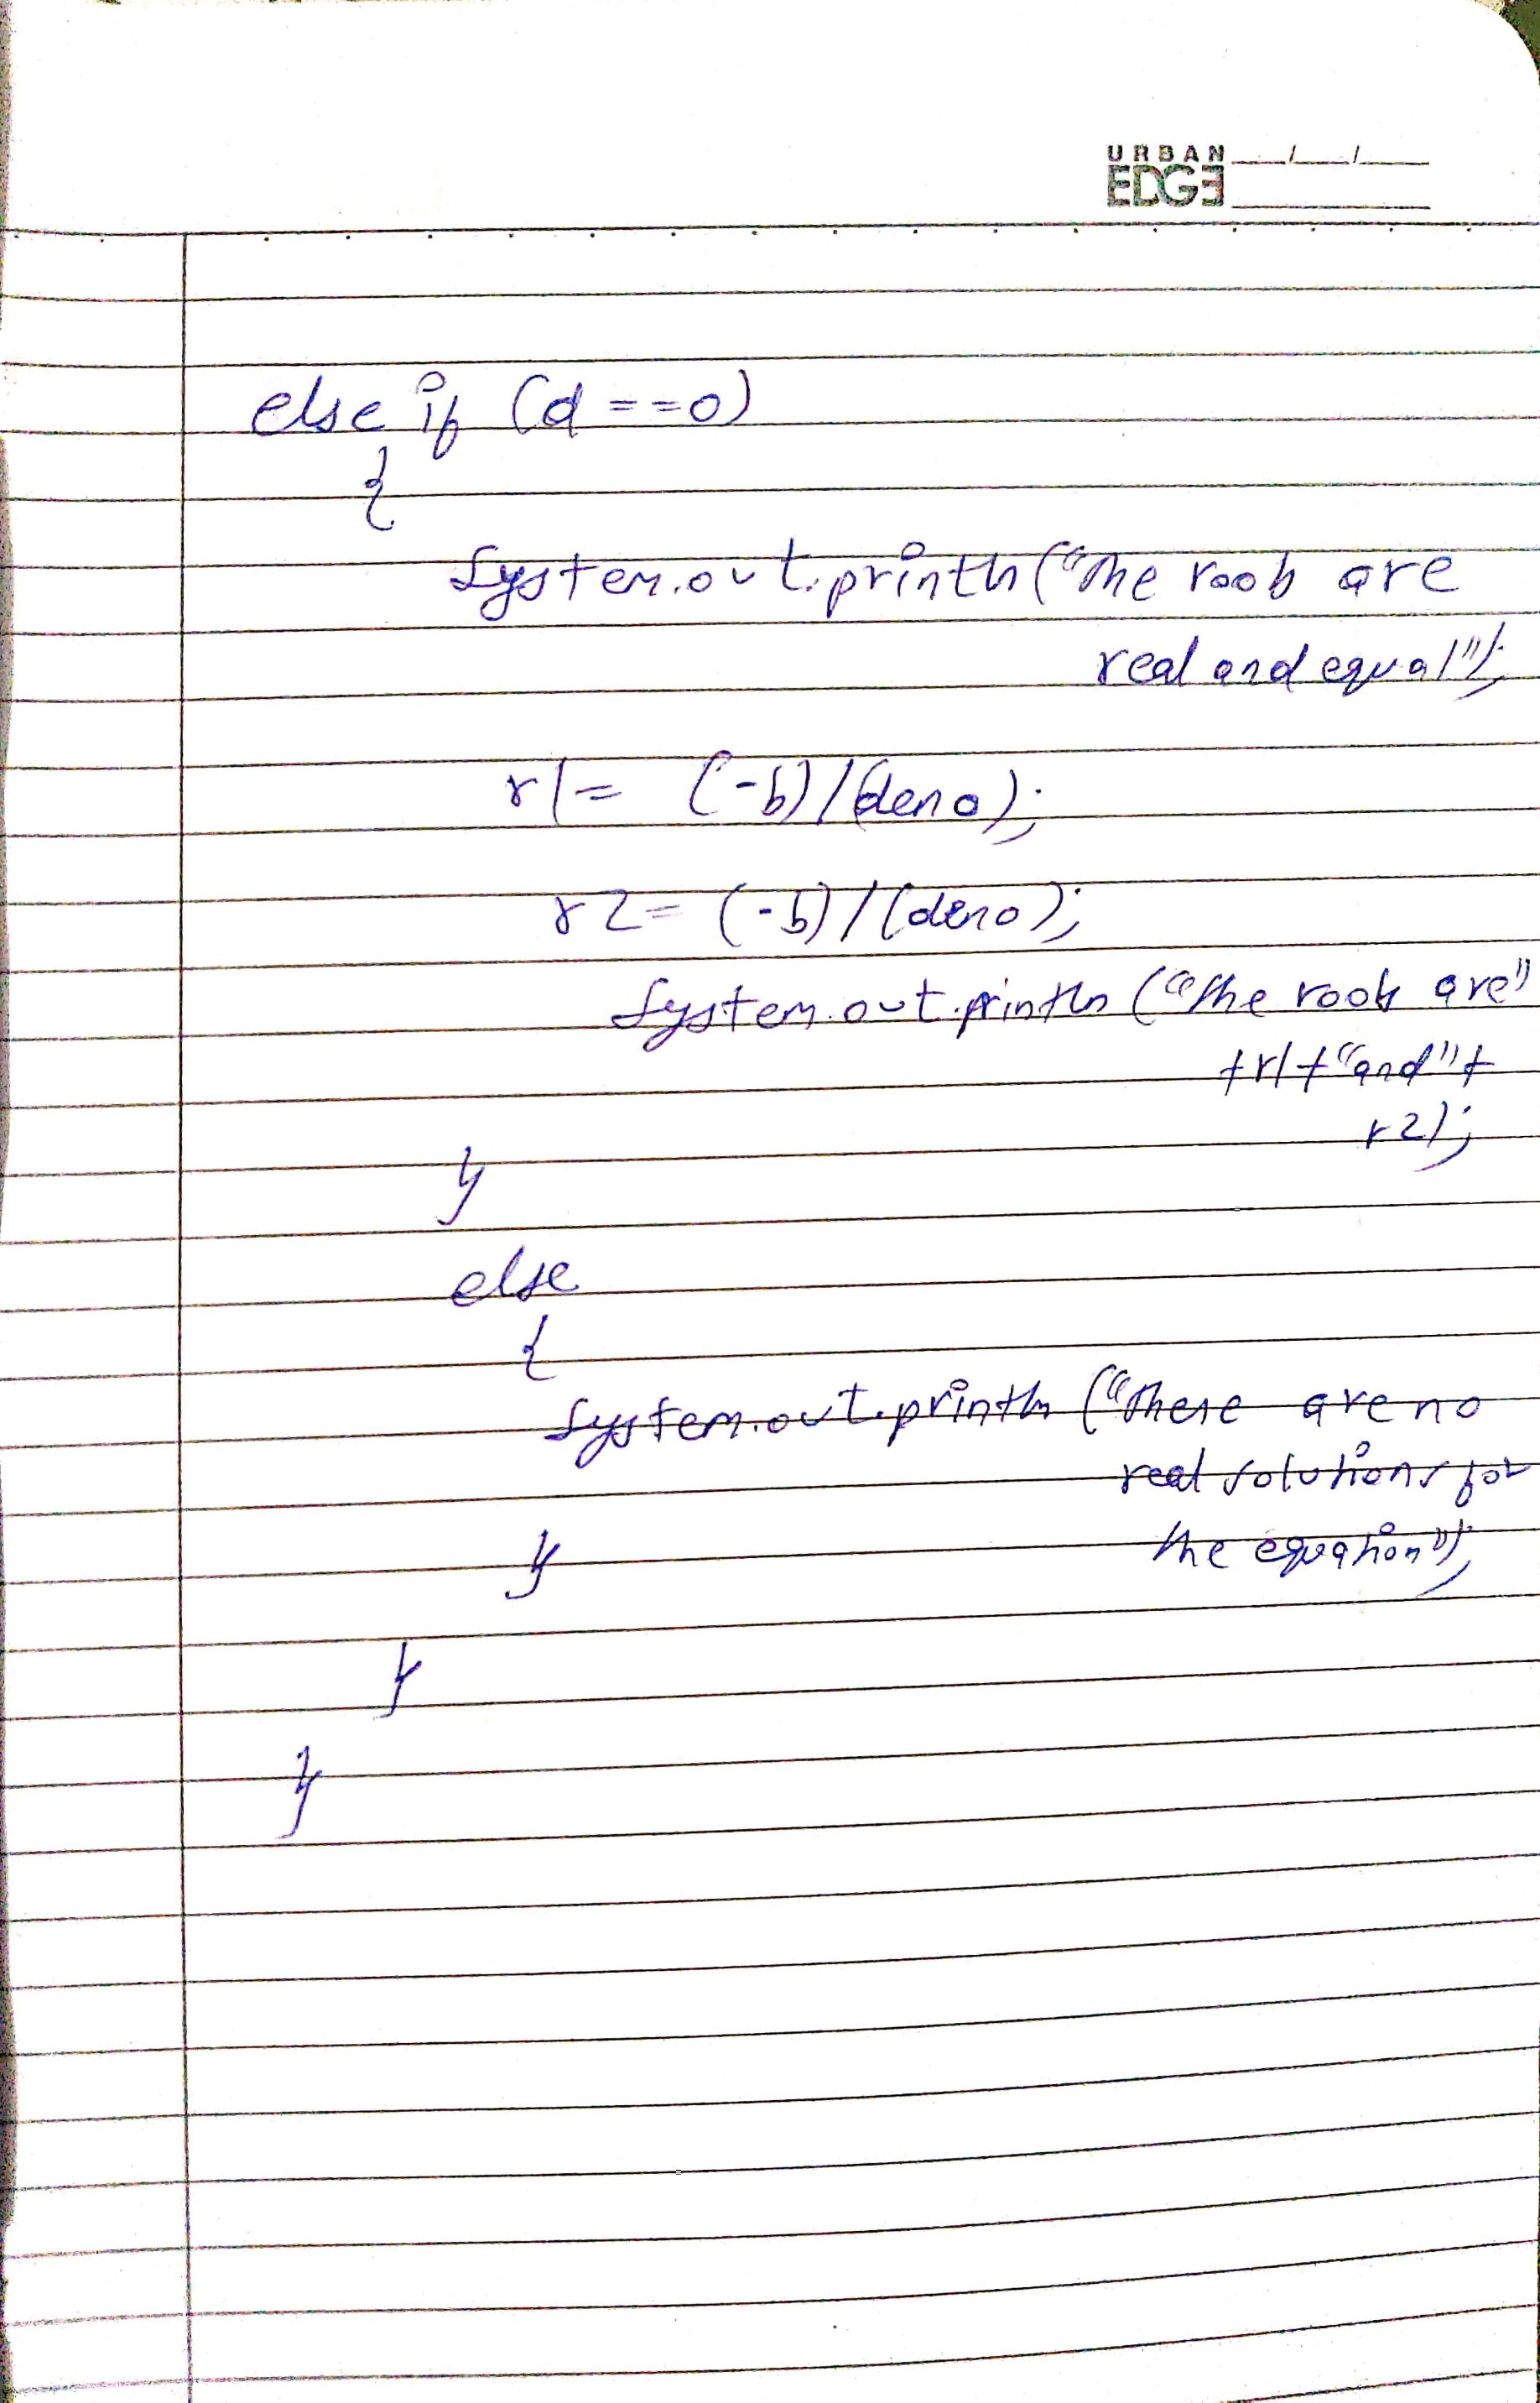 URBAN
EDGE
else if (d ==0)
{
System.out.println("The roots are
real and equal");
r1= (-b)/(deno);
r2= (-b)/(deno);
System.out.println ("The roots are"
+r1+"and"+
r2);
}
else
{
System.out.println ("There are no
real solutions for
the equation");
}
}
}